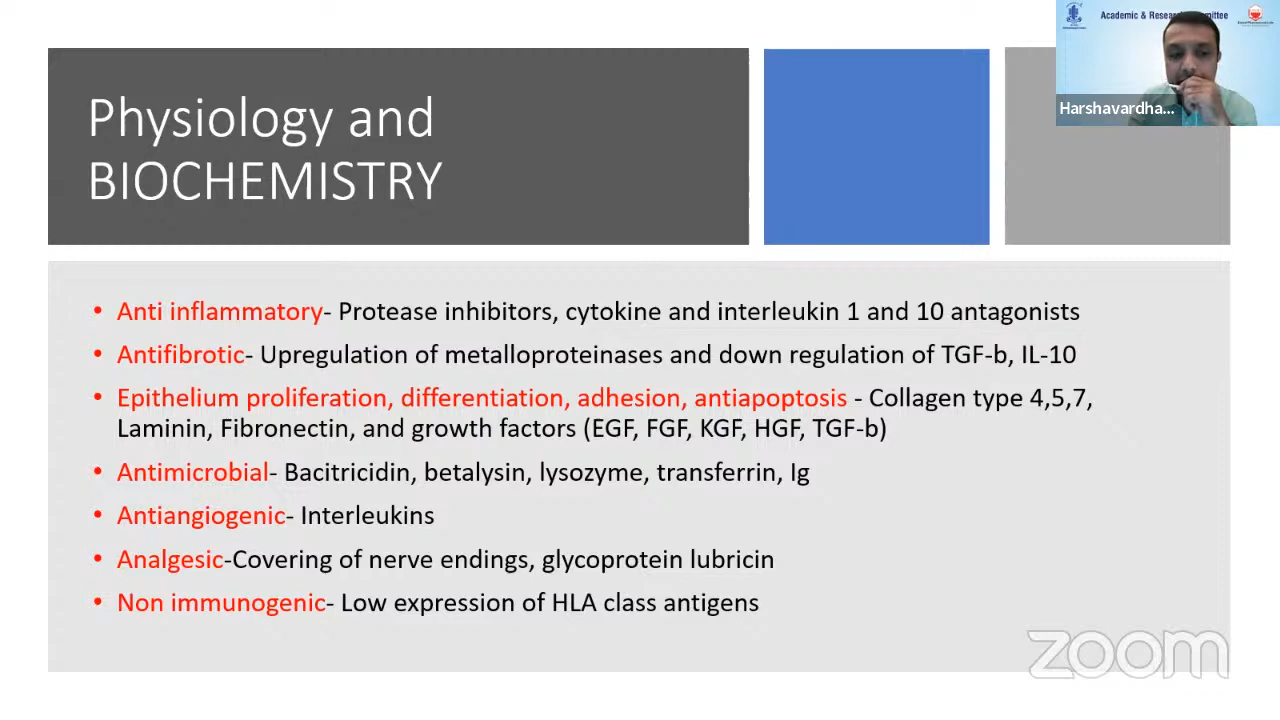 Academic & Research Committee
Harshavardha...
Physiology and
BIOCHEMISTRY
• Anti inflammatory- Protease inhibitors, cytokine and interleukin 1 and 10 antagonists
• Antifibrotic- Upregulation of metalloproteinases and down regulation of TGF-b, IL-10
• Epithelium proliferation, differentiation, adhesion, antiapoptosis - Collagen type 4,5,7,
Laminin, Fibronectin, and growth factors (EGF, FGF, KGF, HGF, TGF-b)
• Antimicrobial- Bacitricidin, betalysin, lysozyme, transferrin, Ig
• Antiangiogenic- Interleukins
• Analgesic-Covering of nerve endings, glycoprotein lubricin
• Non immunogenic- Low expression of HLA class antigens
zoom